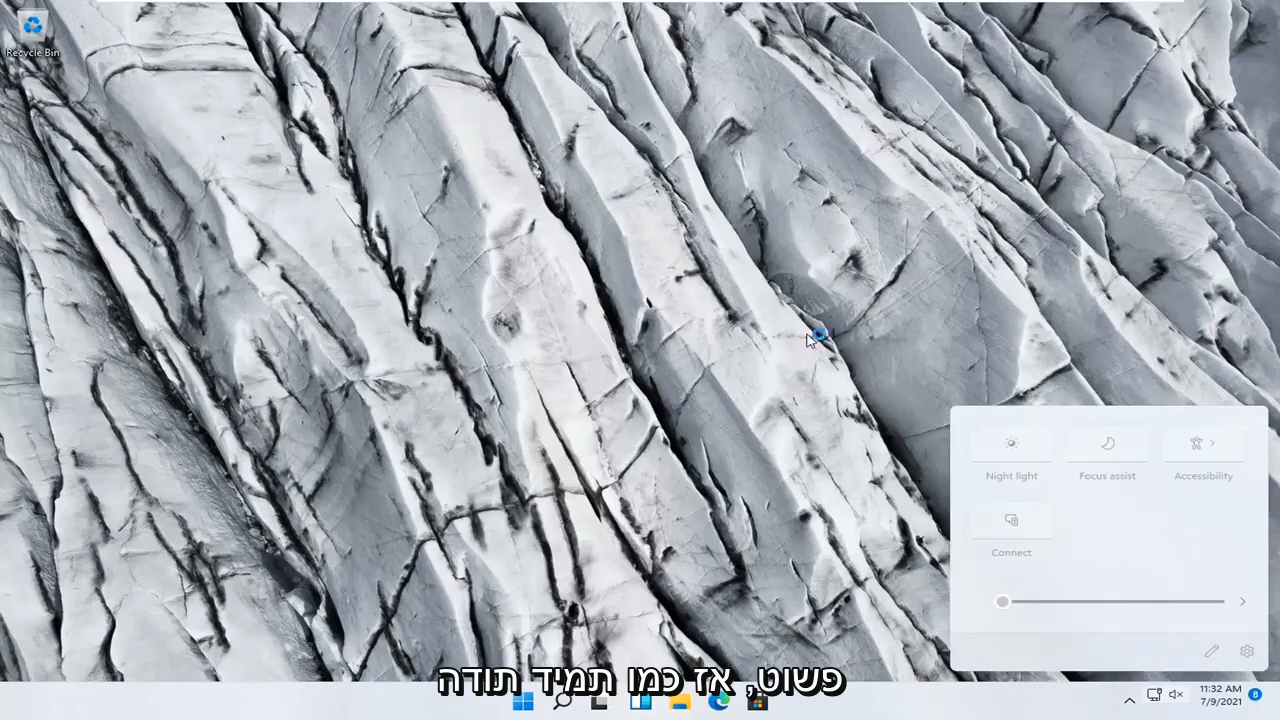 Recycle Bin
Night light
Focus assist
Accessibility
Connect
פשוט, אז כמו תמיד תודה
11:32 AM
7/9/2021
8